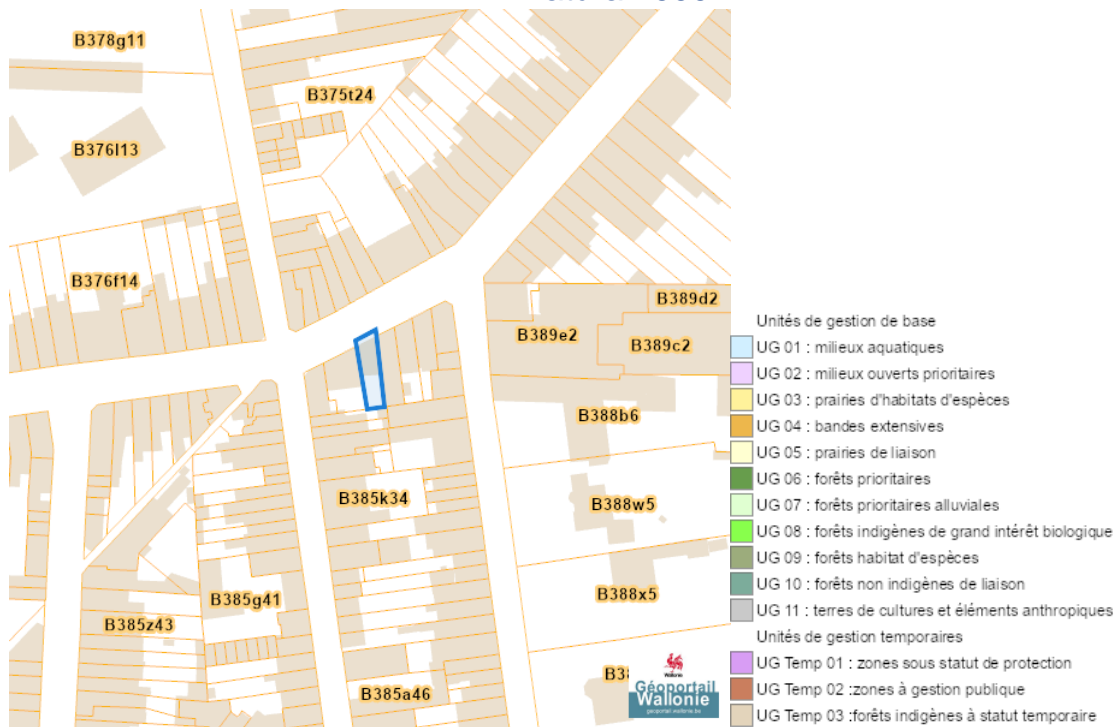 B378g11
B375t24
B376l13
B376f14
B389d2
B389e2
B389c2
B388b6
B385k34
B388w5
B388x5
B385g41
B385z43
B385a46
Wallonie
Géoportail
Wallonie
geoportail.wallonie.be
Unités de gestion de base
UG 01 : milieux aquatiques
UG 02 : milieux ouverts prioritaires
UG 03 : prairies d'habitats d'espèces
UG 04 : bandes extensives
UG 05 : prairies de liaison
UG 06 : forêts prioritaires
UG 07 : forêts prioritaires alluviales
UG 08 : forêts indigènes de grand intérêt biologique
UG 09 : forêts habitat d'espèces
UG 10 : forêts non indigènes de liaison
UG 11 : terres de cultures et éléments anthropiques
Unités de gestion temporaires
UG Temp 01 : zones sous statut de protection
UG Temp 02 :zones à gestion publique
UG Temp 03 :forêts indigènes à statut temporaire